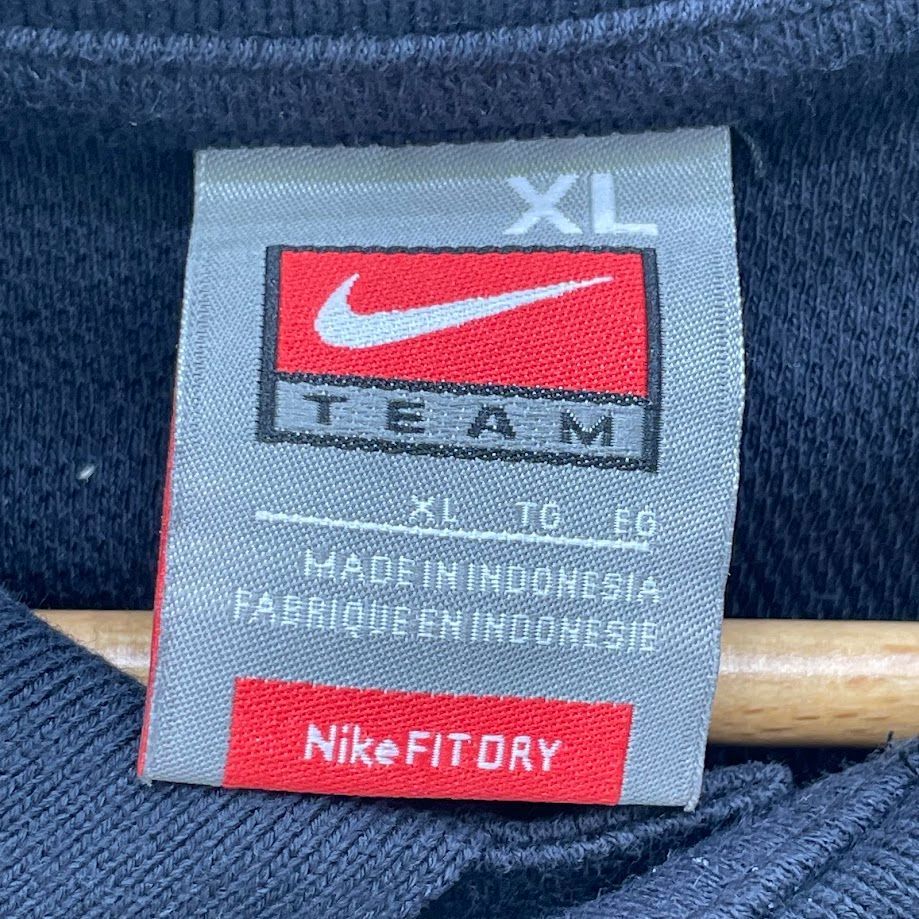 XL
TEAM
XL TG EG
MADE IN INDONESIA
FABRIQUE EN INDONESIE
Nike FIT DRY